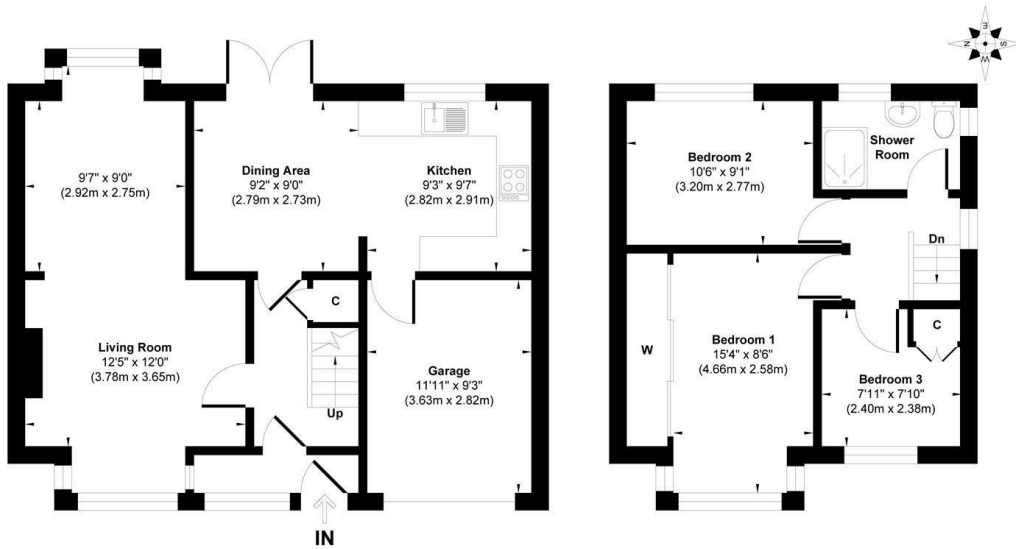 9'7" x 9'0"
(2.92m x 2.75m)
Dining Area
9'2" x 9'0"
(2.79m x 2.73m)
Kitchen
9'3" x 9'7"
(2.82m x 2.91m)
C
Living Room
12'5" x 12'0"
(3.78m x 3.65m)
Up
Garage
11'11" x 9'3"
(3.63m x 2.82m)
IN
E
N
S
W
Bedroom 2
10'6" x 9'1"
(3.20m x 2.77m)
Shower
Room
Dn
W
Bedroom 1
15'4" x 8'6"
(4.66m x 2.58m)
C
Bedroom 3
7'11" x 7'10"
(2.40m x 2.38m)